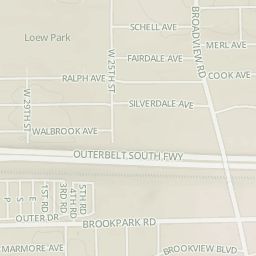 SCHELL AVE
BROADVIEW RD
Loew Park
MERL AVE
FAIRDALE AVE
W 25TH ST
RALPH AVE
COOK AVE
W 29TH ST
SILVERDALE AVE
WALBROOK AVE
OUTERBELT SOUTH FWY
P
S
E
1ST RD
3RD RD
4TH RD
5TH RD
OUTER DR
BROOKPARK RD
MARMORE AVE
BROOKVIEW BLVD